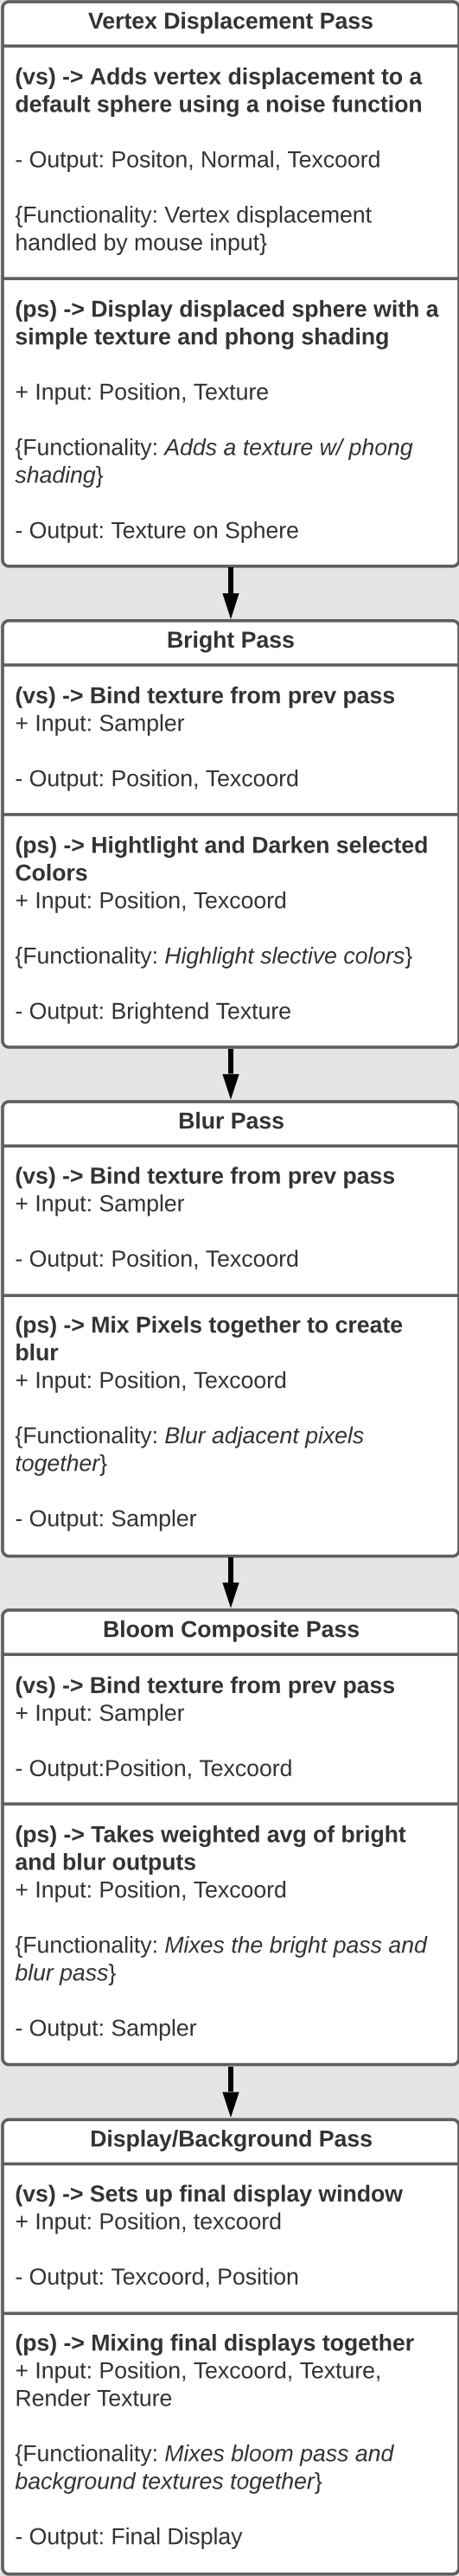 Vertex Displacement Pass
(vs) -> Adds vertex displacement to a
default sphere using a noise function
- Output: Positon, Normal, Texcoord
{Functionality: Vertex displacement
handled by mouse input}
(ps) -> Display displaced sphere with a
simple texture and phong shading
+ Input: Position, Texture
{Functionality: Adds a texture w/ phong
shading}
- Output: Texture on Sphere
Bright Pass
(vs) -> Bind texture from prev pass
+ Input: Sampler
- Output: Position, Texcoord
(ps) -> Hightlight and Darken selected
Colors
+ Input: Position, Texcoord
{Functionality: Highlight slective colors}
- Output: Brightend Texture
Blur Pass
(vs) -> Bind texture from prev pass
+ Input: Sampler
- Output: Position, Texcoord
(ps) -> Mix Pixels together to create
blur
+ Input: Position, Texcoord
{Functionality: Blur adjacent pixels
together}
- Output: Sampler
Bloom Composite Pass
(vs) -> Bind texture from prev pass
+ Input: Sampler
- Output:Position, Texcoord
(ps) -> Takes weighted avg of bright
and blur outputs
+ Input: Position, Texcoord
{Functionality: Mixes the bright pass and
blur pass}
- Output: Sampler
Display/Background Pass
(vs) -> Sets up final display window
+ Input: Position, texcoord
- Output: Texcoord, Position
(ps) -> Mixing final displays together
+ Input: Position, Texcoord, Texture,
Render Texture
{Functionality: Mixes bloom pass and
background textures together}
- Output: Final Display